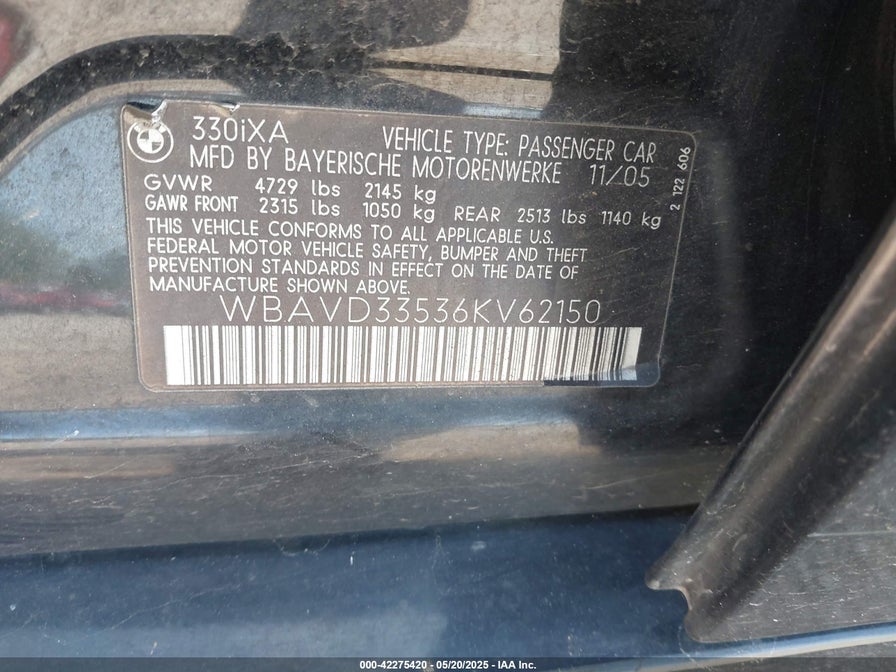 330iXA VEHICLE TYPE: PASSENGER CAR
MFD BY BAYERISCHE MOTORENWERKE 11/05
GVWR 4729 lbs 2145 kg
GAWR FRONT 2315 lbs 1050 kg REAR 2513 lbs 1140 kg
THIS VEHICLE CONFORMS TO ALL APPLICABLE U.S.
FEDERAL MOTOR VEHICLE SAFETY, BUMPER AND THEFT
PREVENTION STANDARDS IN EFFECT ON THE DATE OF
MANUFACTURE SHOWN ABOVE.
WBAVD33536KV62150
2 122 606
000-42275420 - 05/20/2025 - IAA Inc.